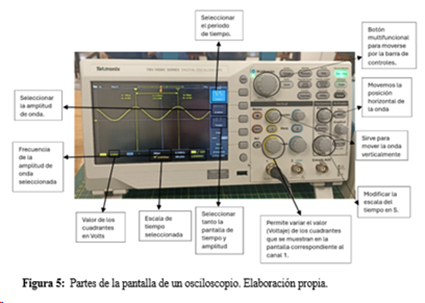 Seleccionar
el periodo
de tiempo.
Botón
multifuncional
para moverse
por la barra
de controles.
Tektronix
Movemos la
posición
horizontal de
la onda
Seleccionar
la amplitud
de onda.
Sirve para
mover la onda
verticalmente
Frecuencia
de la
amplitud de
onda
seleccionada
Valor de los
cuadrantes
en Volts
Escala de
tiempo
seleccionada
Seleccionar
tanto la
pantalla de
tiempo y
amplitud
Permite variar el valor
(Voltaje) de los cuadrantes
que se muestran en la
pantalla correspondiente al
canal 1.
Modificar la
escala del
tiempo en S.
Figura 5: Partes de la pantalla de un osciloscopio. Elaboración propia.